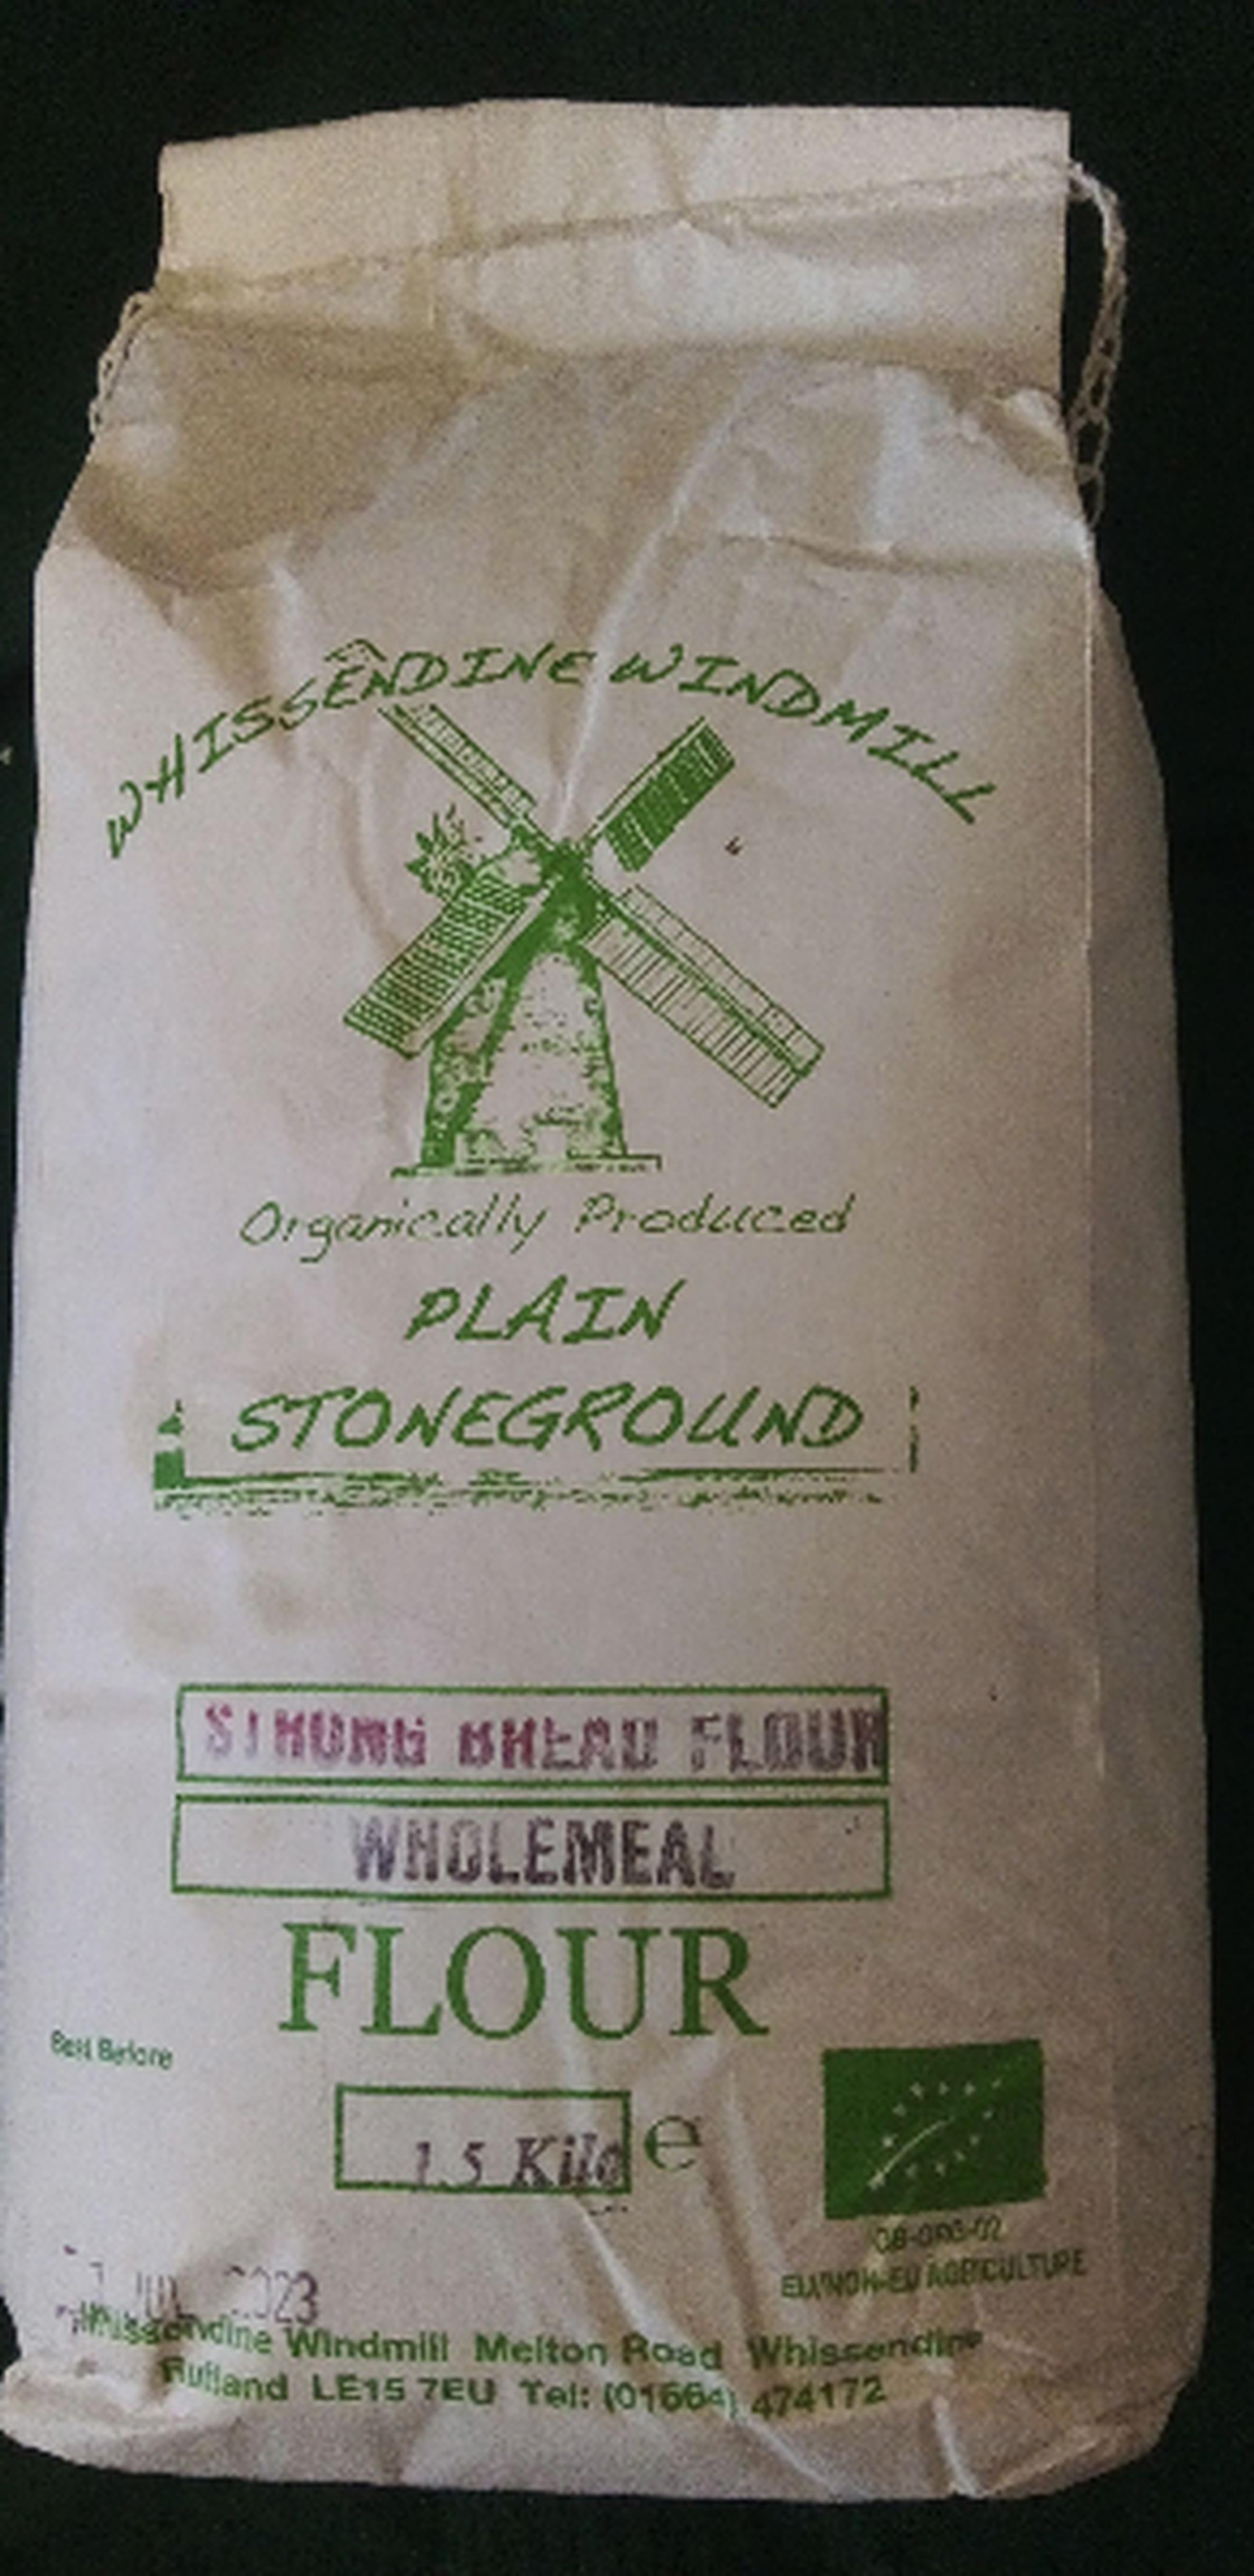 WHISSENDINE WINDMILL
Organically Produced
PLAIN
STONEGROUND
STRONG BREAD FLOUR
WHOLEMEAL
FLOUR
Best Before
1.5 Kilo e
GB-ORG-02
EU/NON-EU AGRICULTURE
2023
Whissendine Windmill Melton Road Whissendine
Rutland LE15 7EU Tel: (01664) 474172